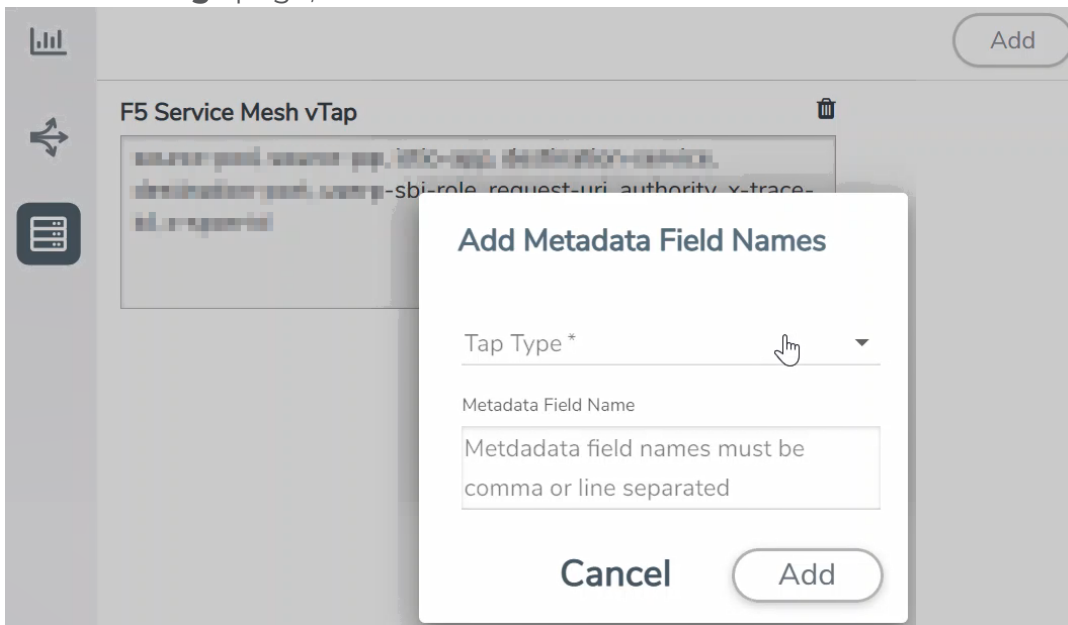 Add
F5 Service Mesh vTap
-sbi-role, request-uri, authority, x-trace-
Add Metadata Field Names
Tap Type *
Metadata Field Name
Metdadata field names must be
comma or line separated
Cancel
Add